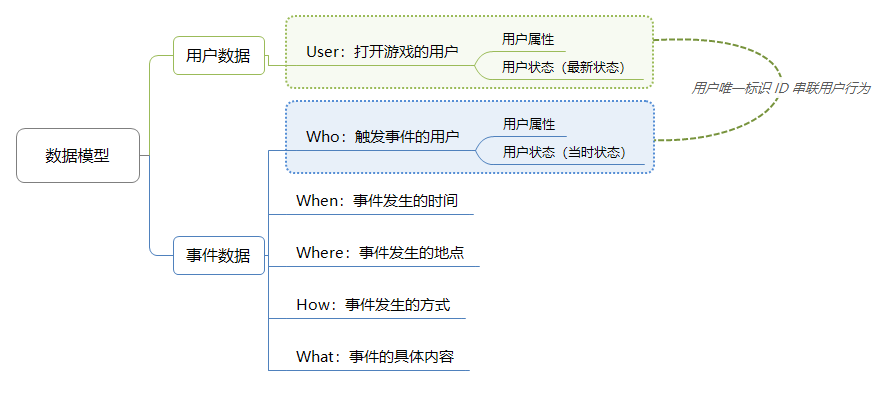 数据模型
用户数据
User：打开游戏的用户
用户属性
用户状态（最新状态）
用户唯一标识 ID 串联用户行为
事件数据
Who：触发事件的用户
用户属性
用户状态（当时状态）
When：事件发生的时间
Where：事件发生的地点
How：事件发生的方式
What：事件的具体内容